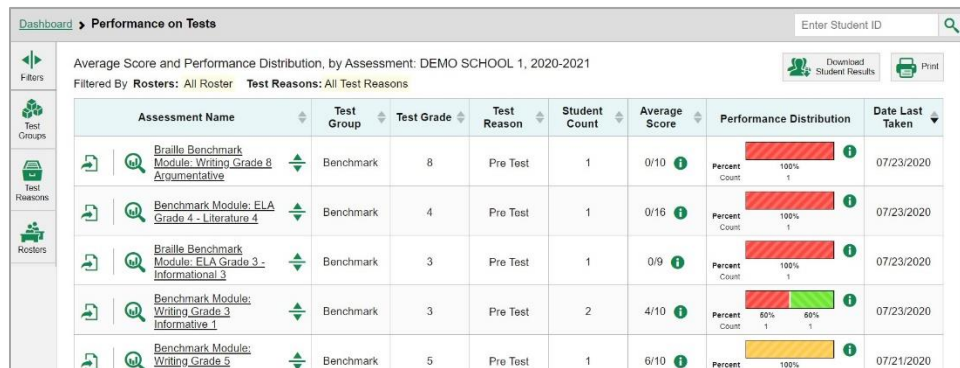 Dashboard > Performance on Tests
Enter Student ID
Filters
Test
Groups
Test
Reasons
Rosters
Average Score and Performance Distribution, by Assessment: DEMO SCHOOL 1, 2020-2021
Filtered By Rosters: All Roster Test Reasons: All Test Reasons
Download
Student Results
Print
Assessment Name
Test
Group
Test Grade
Test
Reason
Student
Count
Average
Score
Performance Distribution
Date Last
Taken
Braille Benchmark
Module: Writing Grade 8
Argumentative
Benchmark
8
Pre Test
1
0/10
Percent 100%
Count 1
07/23/2020
Benchmark Module: ELA
Grade 4 - Literature 4
Benchmark
4
Pre Test
1
0/16
Percent 100%
Count 1
07/23/2020
Braille Benchmark
Module: ELA Grade 3 -
Informational 3
Benchmark
3
Pre Test
1
0/9
Percent 100%
Count 1
07/23/2020
Benchmark Module:
Writing Grade 3
Informative 1
Benchmark
3
Pre Test
2
4/10
Percent 50% 50%
Count 1 1
07/23/2020
Benchmark Module:
Writing Grade 5
Benchmark
5
Pre Test
1
6/10
Percent 100%
07/21/2020